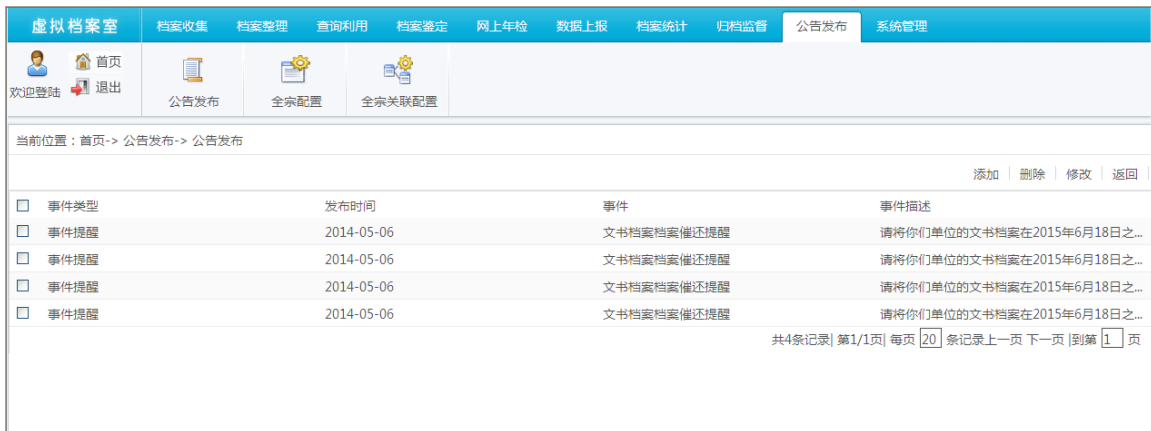 虚拟档案室 档案收集 档案整理 查询利用 档案鉴定 网上年检 数据上报 档案统计 归档监督 公告发布 系统管理
首页
欢迎登陆 退出
公告发布 全宗配置 全宗关联配置
当前位置：首页-> 公告发布-> 公告发布
添加 删除 修改 返回
事件类型 发布时间 事件 事件描述
事件提醒 2014-05-06 文书档案档案催还提醒 请将你们单位的文书档案在2015年6月18日之...
事件提醒 2014-05-06 文书档案档案催还提醒 请将你们单位的文书档案在2015年6月18日之...
事件提醒 2014-05-06 文书档案档案催还提醒 请将你们单位的文书档案在2015年6月18日之...
事件提醒 2014-05-06 文书档案档案催还提醒 请将你们单位的文书档案在2015年6月18日之...
共4条记录| 第1/1页| 每页 20 条记录上一页 下一页 |到第 1 页